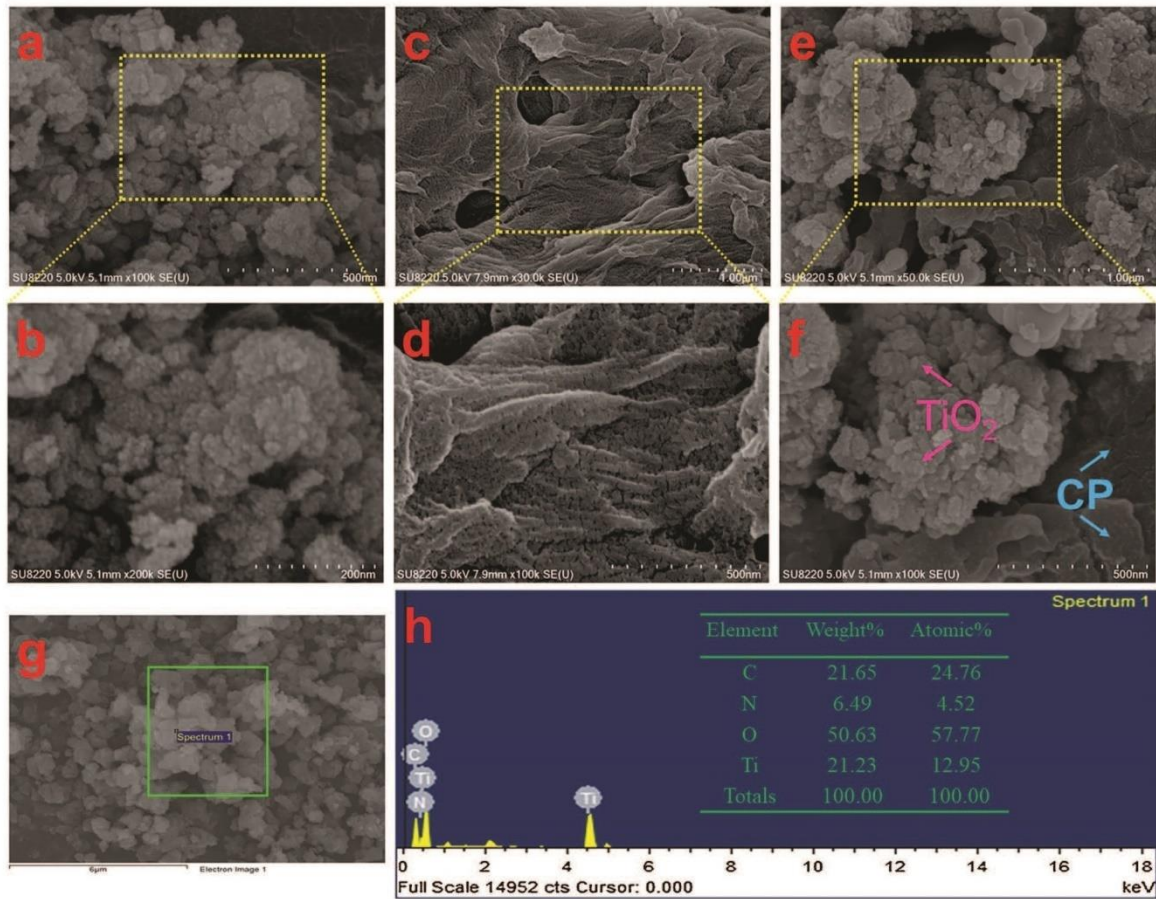 a
SU8220 5.0kV 5.1mm x100k SE(U)
500nm
c
SU8220 5.0kV 7.9mm x30.0k SE(U)
1.00μm
e
SU8220 5.0kV 5.1mm x50.0k SE(U)
1.00μm
b
SU8220 5.0kV 5.1mm x200k SE(U)
200nm
d
SU8220 5.0kV 7.9mm x100k SE(U)
500nm
f
TiO₂
CP
SU8220 5.0kV 5.1mm x100k SE(U)
500nm
g
Spectrum 1
6μm
Electron Image 1
h
Spectrum 1
Element Weight% Atomic%
C 21.65 24.76
N 6.49 4.52
O 50.63 57.77
Ti 21.23 12.95
Totals 100.00 100.00
O
C
Ti
N
Ti
0 2 4 6 8 10 12 14 16 18
Full Scale 14952 cts Cursor: 0.000
keV